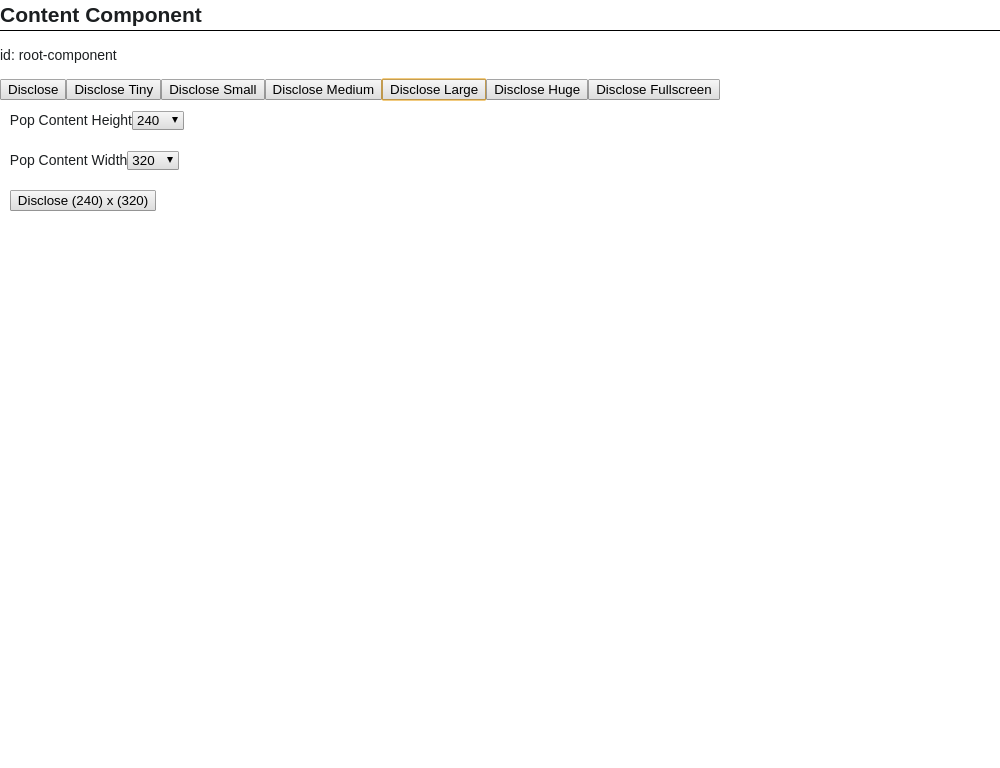 Content Component
id: root-component
Disclose Disclose Tiny Disclose Small Disclose Medium Disclose Large Disclose Huge Disclose Fullscreen
Pop Content Height 240
Pop Content Width 320
Disclose (240) x (320)